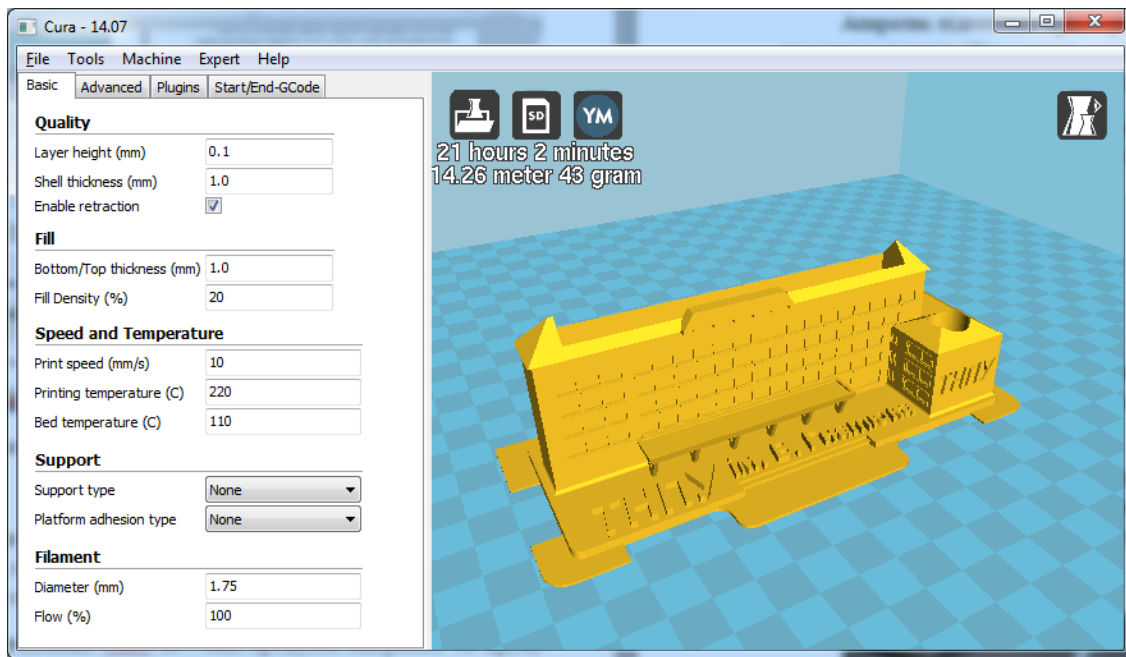 Cura - 14.07
File Tools Machine Expert Help
Basic Advanced Plugins Start/End-GCode
Quality
Layer height (mm) 0.1
Shell thickness (mm) 1.0
Enable retraction
Fill
Bottom/Top thickness (mm) 1.0
Fill Density (%) 20
Speed and Temperature
Print speed (mm/s) 10
Printing temperature (C) 220
Bed temperature (C) 110
Support
Support type None
Platform adhesion type None
Filament
Diameter (mm) 1.75
Flow (%) 100
SD YM
21 hours 2 minutes
14.26 meter 43 gram